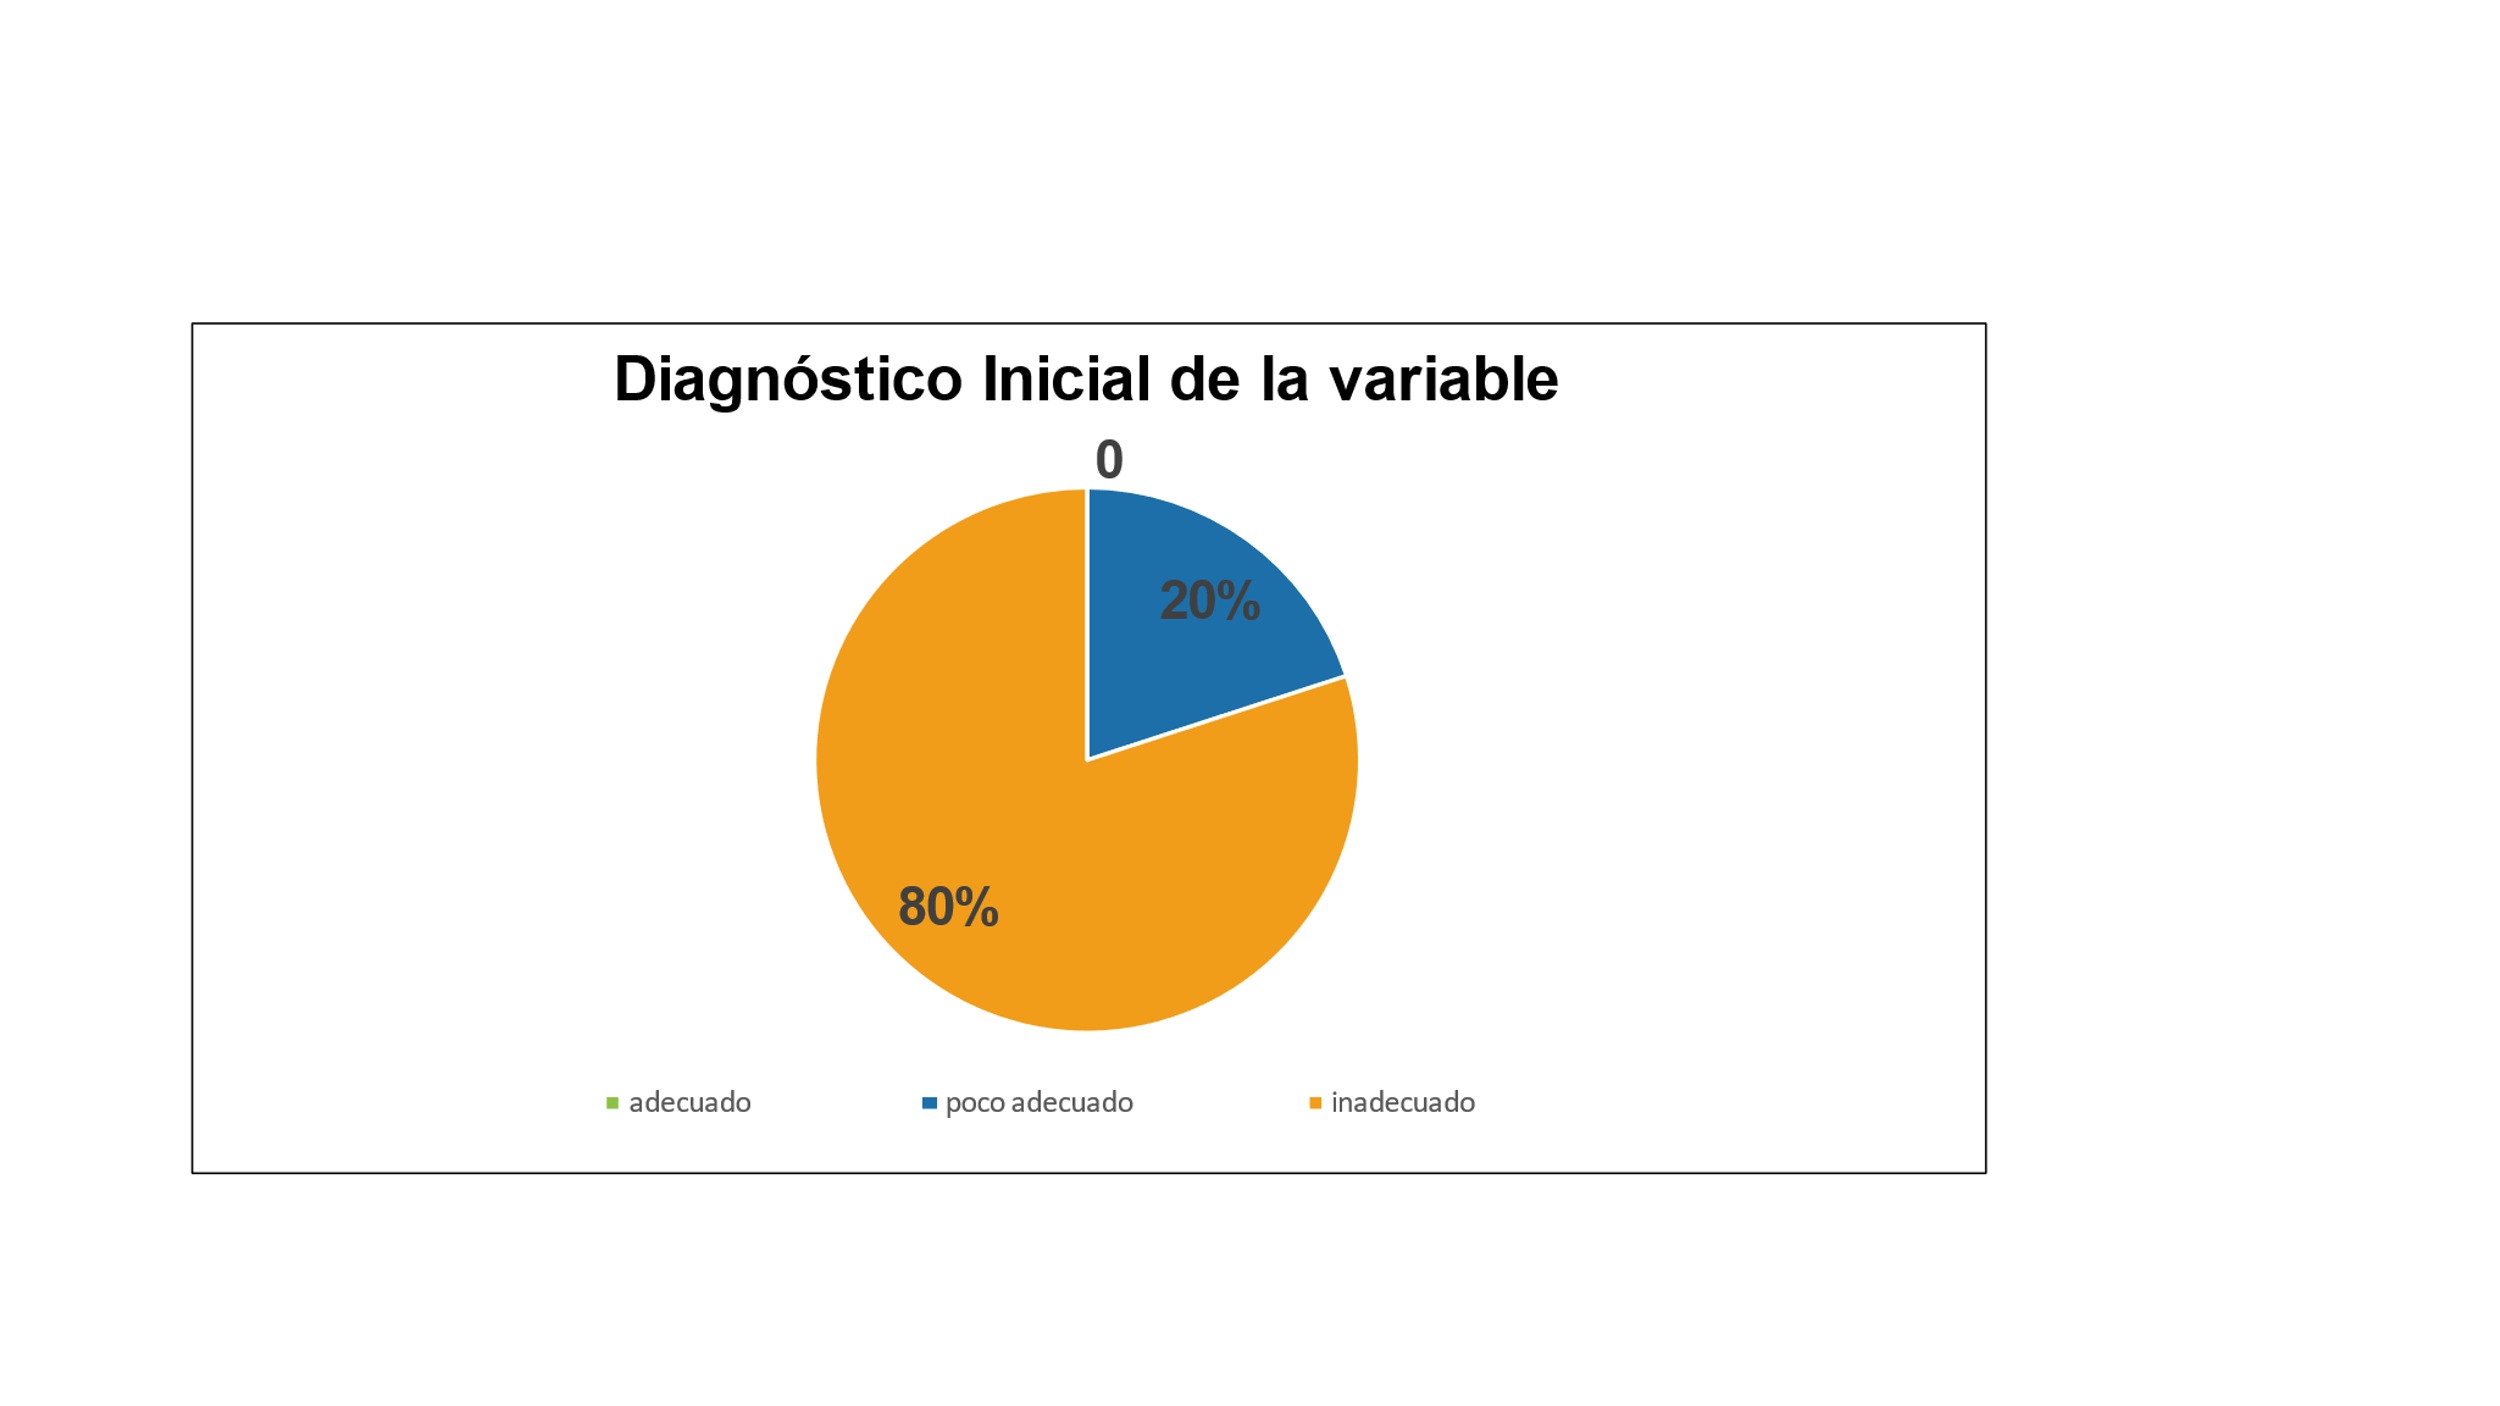 Diagnóstico Inicial de la variable
0
20%
80%
adecuado
poco adecuado
inadecuado